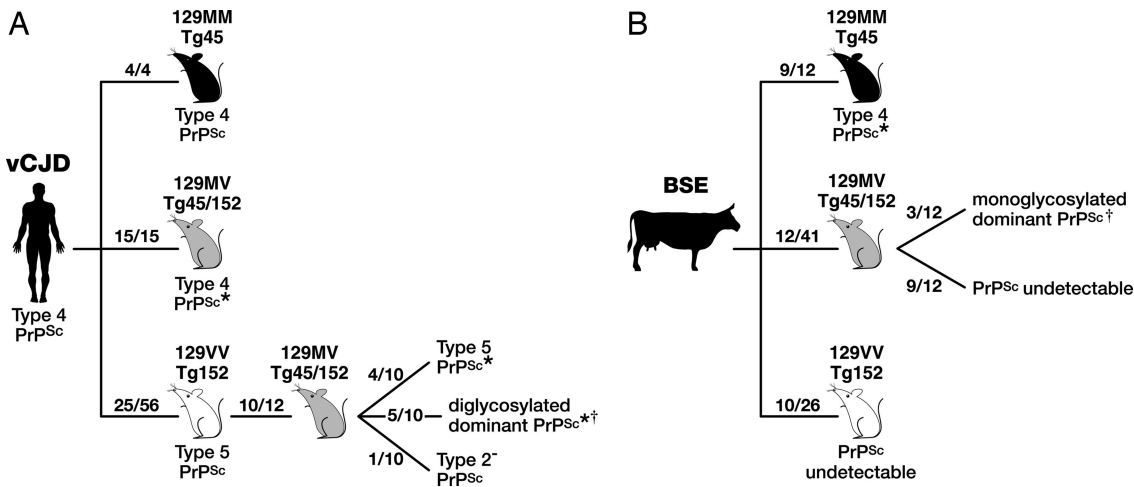 A
129MM
Tg45
4/4
Type 4
PrPSc
vCJD
Type 4
PrPSc
129MV
Tg45/152
15/15
Type 4
PrPSc*
129VV
Tg152
25/56
Type 5
PrPSc
129MV
Tg45/152
10/12
4/10
Type 5
PrPSc*
5/10
diglycosylated
dominant PrPSc*†
1/10
Type 2-
PrPSc
B
129MM
Tg45
9/12
Type 4
PrPSc*
BSE
129MV
Tg45/152
12/41
3/12
monoglycosylated
dominant PrPSc†
9/12
PrPSc undetectable
129VV
Tg152
10/26
PrPSc
undetectable